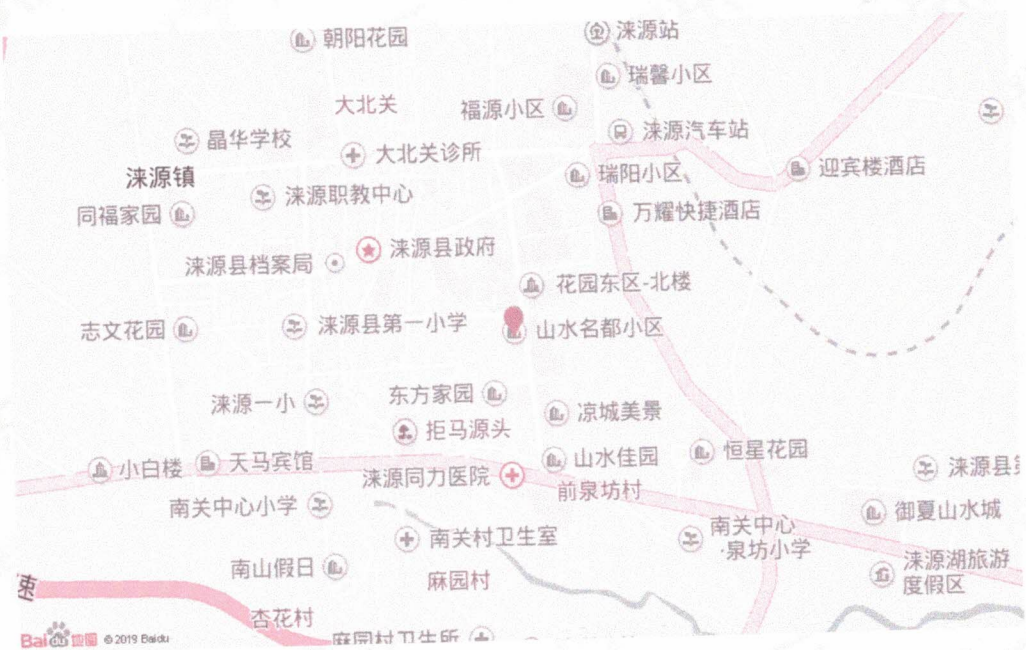 朝阳花园
涞源站
瑞馨小区
大北关
福源小区
涞源汽车站
晶华学校
大北关诊所
迎宾楼酒店
涞源镇
瑞阳小区
涞源职教中心
同福家园
万耀快捷酒店
涞源县政府
涞源县档案局
花园东区-北楼
志文花园
涞源县第一小学
山水名都小区
东方家园
涞源一小
凉城美景
拒马源头
恒星花园
小白楼
天马宾馆
山水佳园
涞源同力医院
涞源县
前泉坊村
南关中心小学
御夏山水城
南关中心
·泉坊小学
南关村卫生室
涞源湖旅游
度假区
南山假日
麻园村
速
杏花村
麻园村卫生所
Bai du 地图 © 2019 Baidu